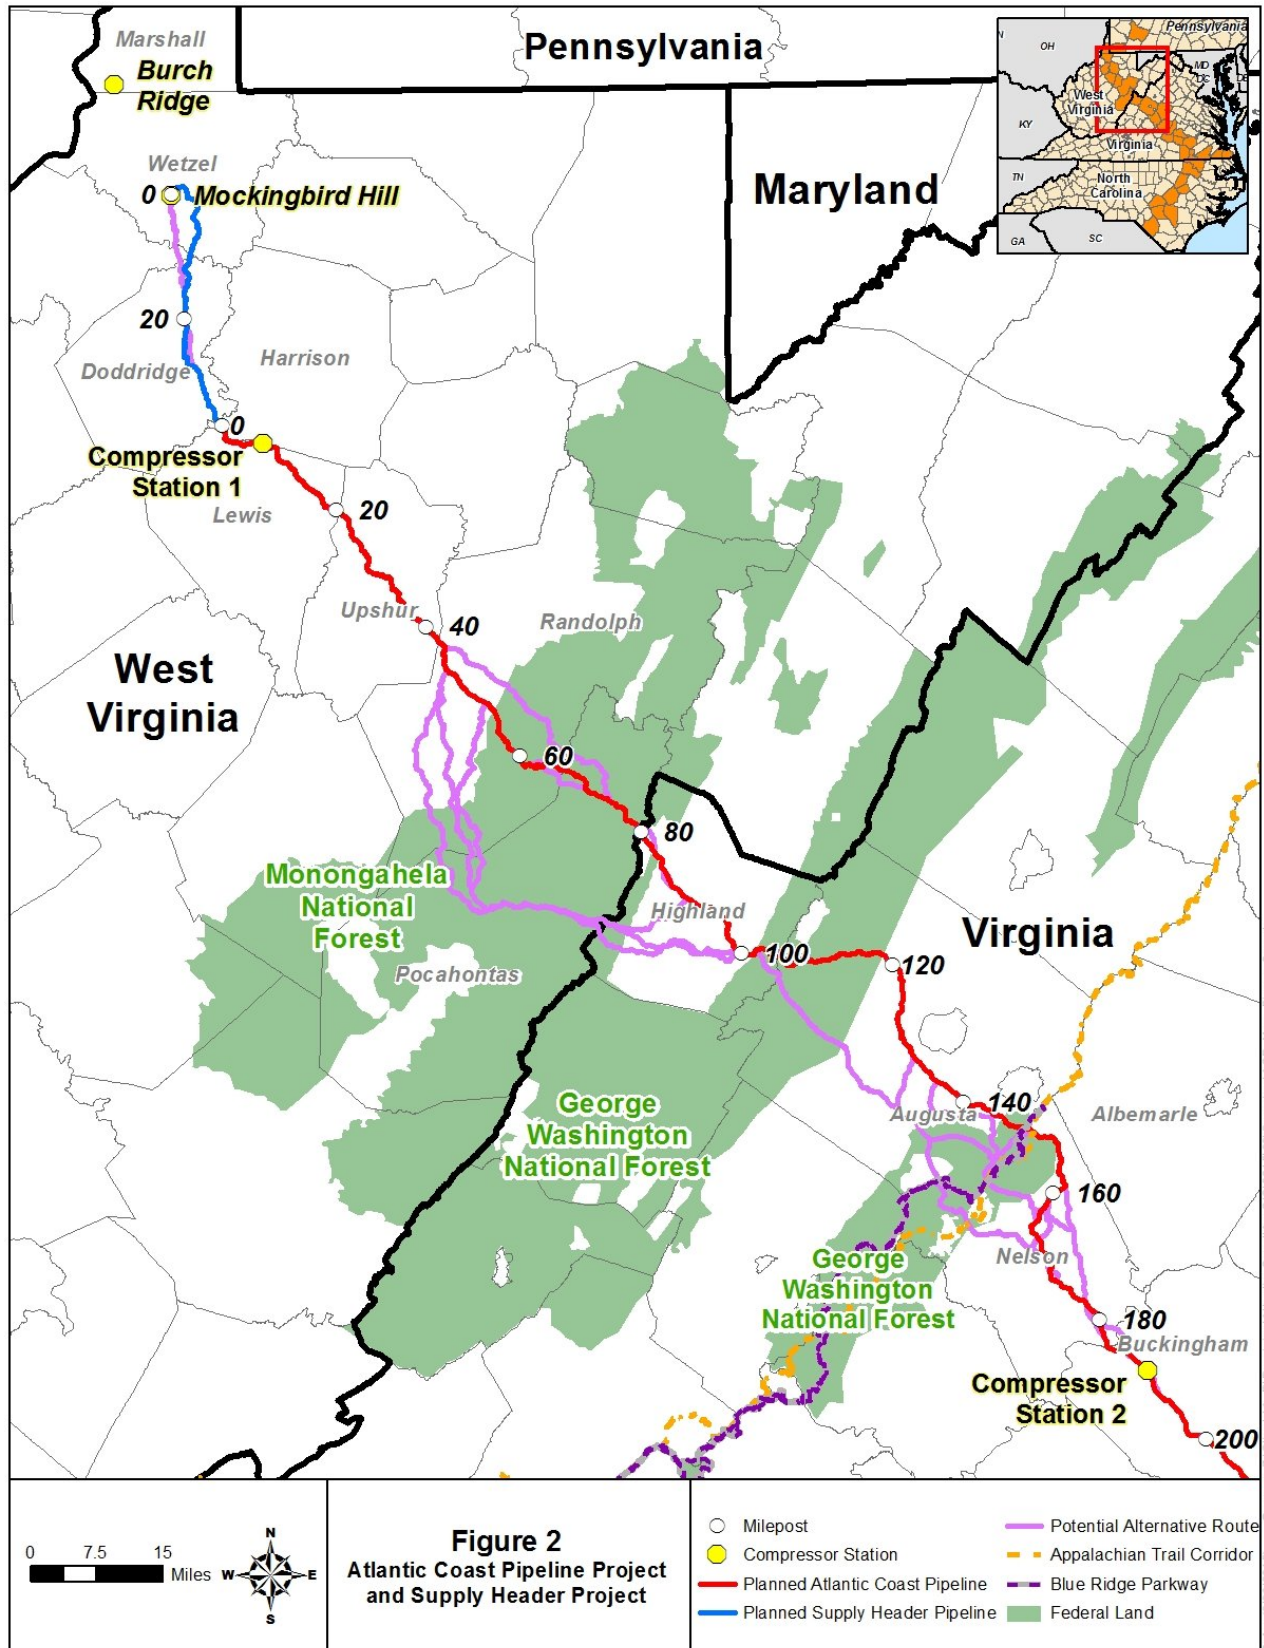 Marshall
Burch
Ridge
Pennsylvania
Pennsylvania
OH
MD
DC
DE
West
Virginia
KY
Virginia
TN
North
Carolina
GA
SC
Wetzel
0
Mockingbird Hill
Maryland
20
Doddridge
Harrison
0
Compressor
Station 1
Lewis
20
Upshur
40
Randolph
West
Virginia
60
80
Monongahela
National
Forest
Highland
Virginia
100
120
Pocahontas
George
Washington
National Forest
140
Augusta
Albemarle
160
Nelson
George
Washington
National Forest
180
Buckingham
Compressor
Station 2
200
0 7.5 15
Miles
N
W E
S
Figure 2
Atlantic Coast Pipeline Project
and Supply Header Project
Milepost
Compressor Station
Planned Atlantic Coast Pipeline
Planned Supply Header Pipeline
Potential Alternative Route
Appalachian Trail Corridor
Blue Ridge Parkway
Federal Land